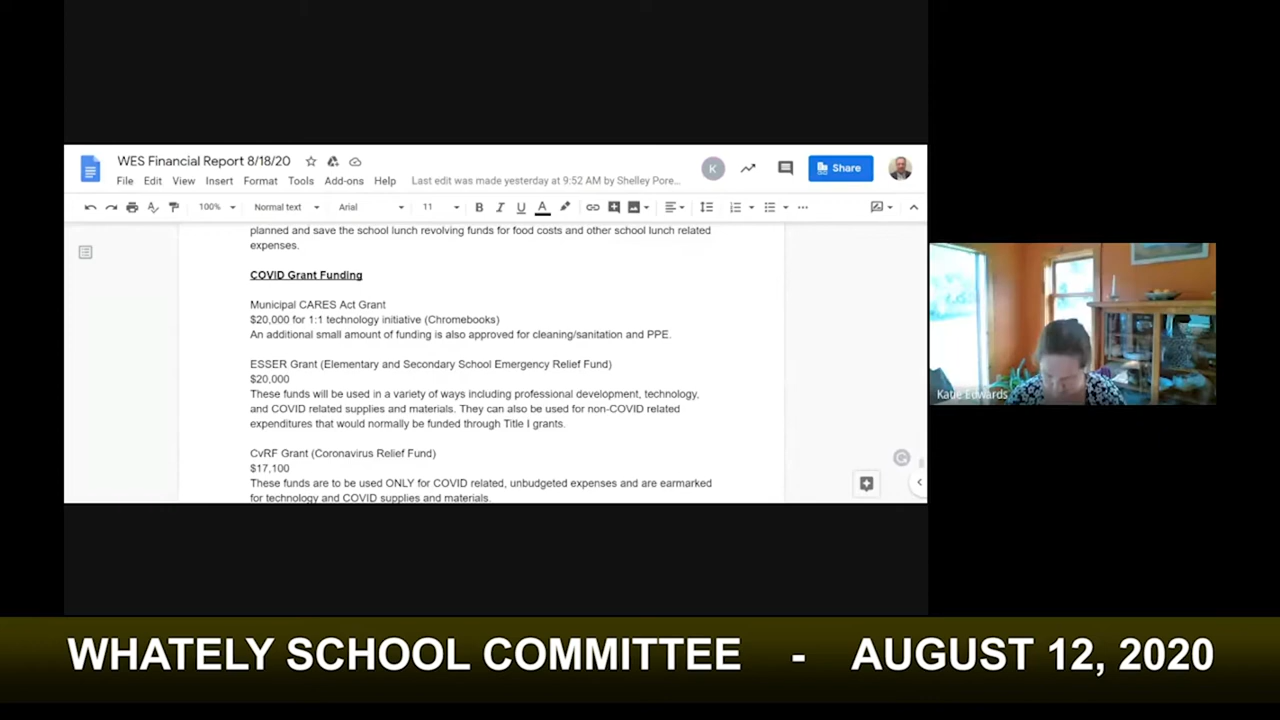 WES Financial Report 8/18/20
File Edit View Insert Format Tools Add-ons Help Last edit was made yesterday at 9:52 AM by Shelley Pore...
K
Share
100% Normal text Arial 11 B I U A
planned and save the school lunch revolving funds for food costs and other school lunch related
expenses.
COVID Grant Funding
Municipal CARES Act Grant
$20,000 for 1:1 technology initiative (Chromebooks)
An additional small amount of funding is also approved for cleaning/sanitation and PPE.
ESSER Grant (Elementary and Secondary School Emergency Relief Fund)
$20,000
These funds will be used in a variety of ways including professional development, technology,
and COVID related supplies and materials. They can also be used for non-COVID related
expenditures that would normally be funded through Title I grants.
CvRF Grant (Coronavirus Relief Fund)
$17,100
These funds are to be used ONLY for COVID related, unbudgeted expenses and are earmarked
for technology and COVID supplies and materials.
Katie Edwards
WHATELY SCHOOL COMMITTEE - AUGUST 12, 2020